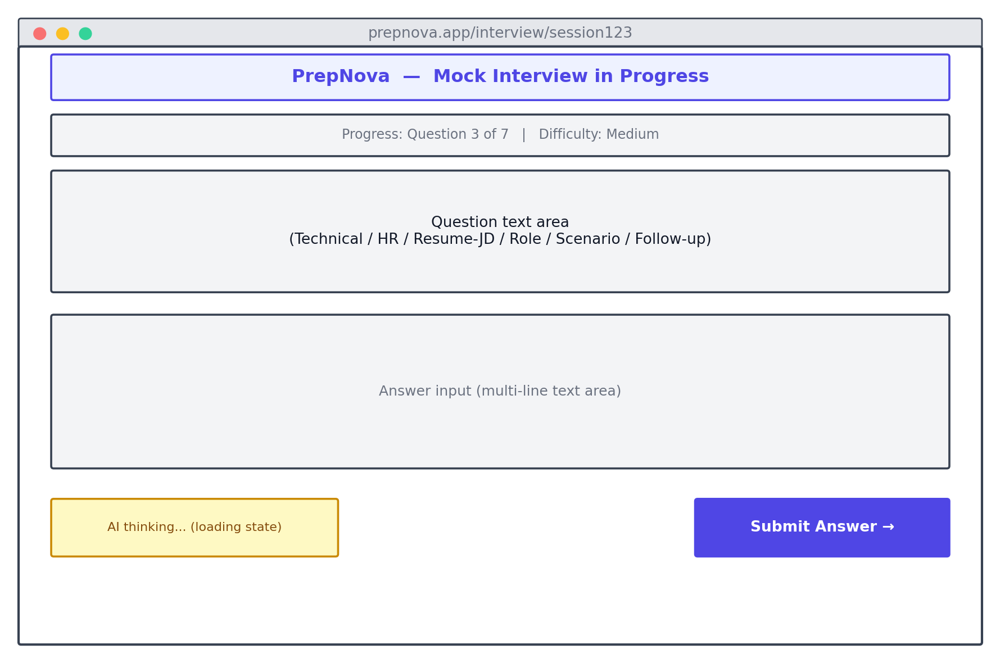 prepnova.app/interview/session123
PrepNova — Mock Interview in Progress
Progress: Question 3 of 7 | Difficulty: Medium
Question text area
(Technical / HR / Resume-JD / Role / Scenario / Follow-up)
Answer input (multi-line text area)
AI thinking... (loading state)
Submit Answer →